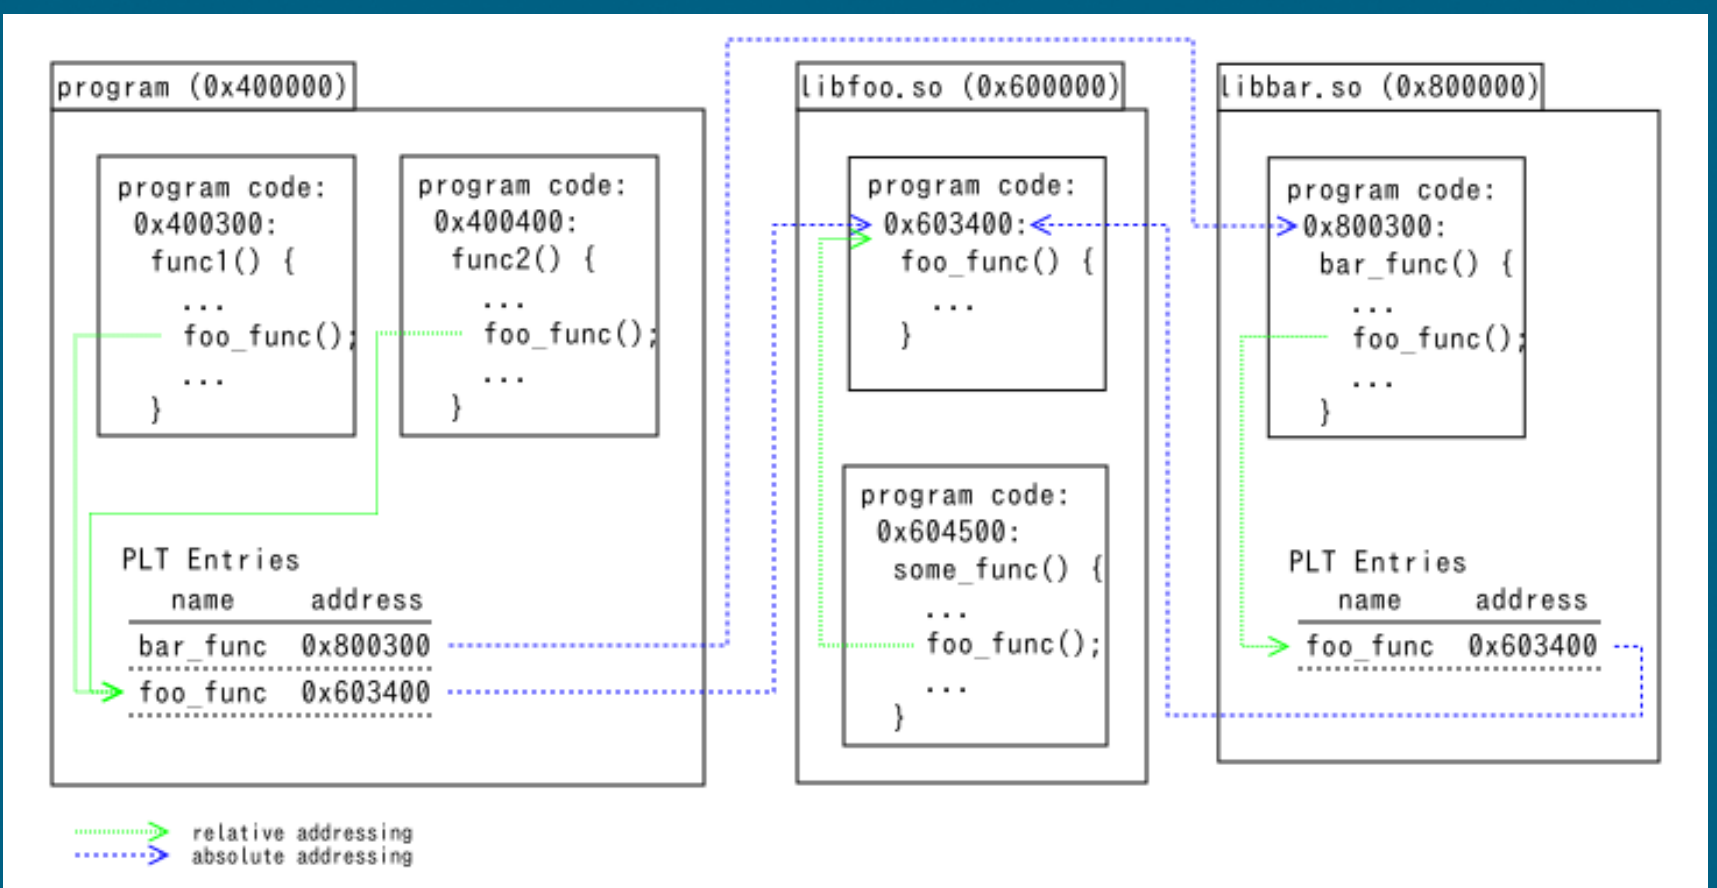 program (0x400000)
program code:
0x400300:
func1() {
...
foo_func();
...
}
program code:
0x400400:
func2() {
...
foo_func();
...
}
PLT Entries
name address
bar_func 0x800300
foo_func 0x603400
libfoo.so (0x600000)
program code:
0x603400:
foo_func() {
...
}
program code:
0x604500:
some_func() {
...
foo_func();
...
}
libbar.so (0x800000)
program code:
0x800300:
bar_func() {
...
foo_func();
...
}
PLT Entries
name address
foo_func 0x603400
relative addressing
absolute addressing